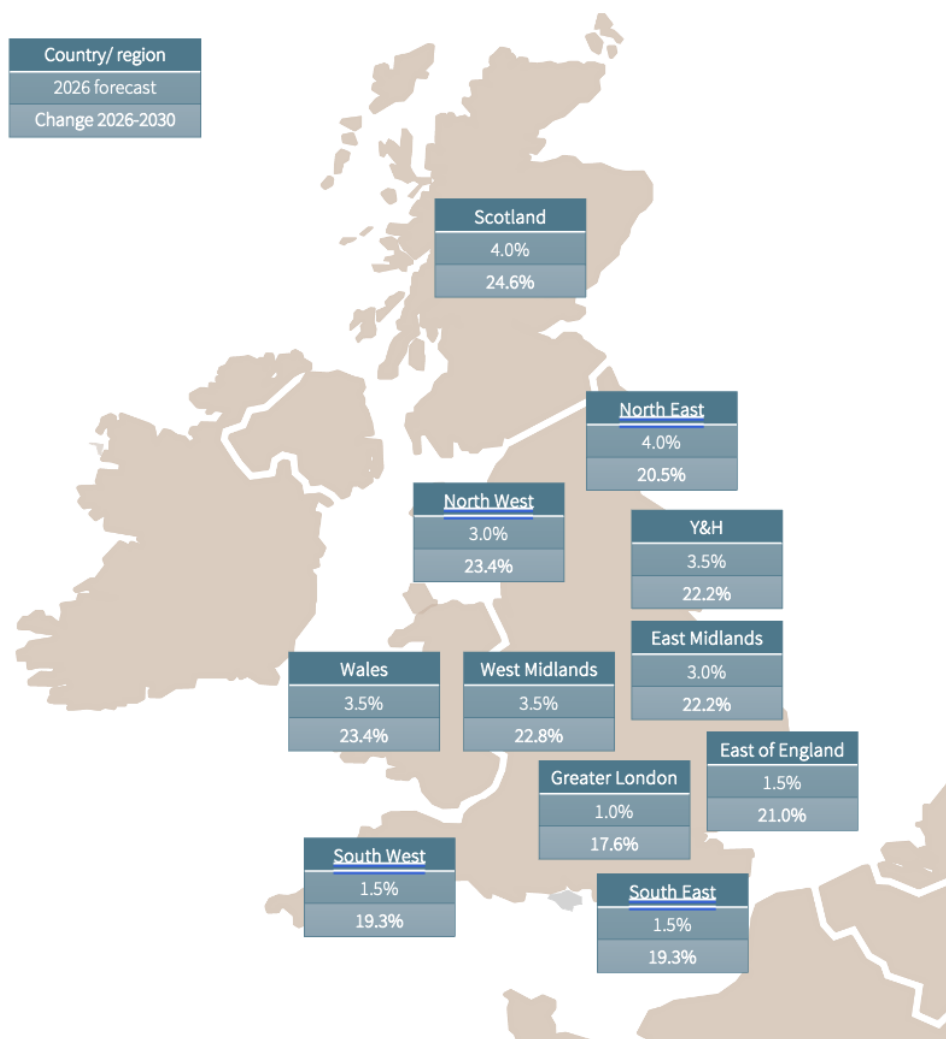 Country/ region
2026 forecast
Change 2026-2030
Scotland
4.0%
24.6%
North East
4.0%
20.5%
North West
3.0%
23.4%
Y&H
3.5%
22.2%
East Midlands
3.0%
22.2%
Wales
3.5%
23.4%
West Midlands
3.5%
22.8%
East of England
1.5%
21.0%
Greater London
1.0%
17.6%
South West
1.5%
19.3%
South East
1.5%
19.3%